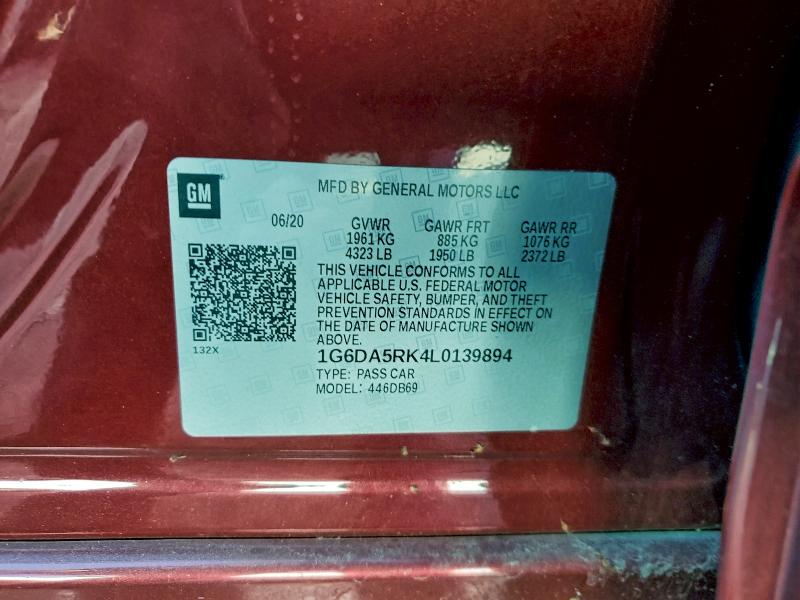 GM
MFD BY GENERAL MOTORS LLC
06/20 GVWR GAWR FRT GAWR RR
1961 KG 885 KG 1076 KG
4323 LB 1950 LB 2372 LB
THIS VEHICLE CONFORMS TO ALL
APPLICABLE U.S. FEDERAL MOTOR
VEHICLE SAFETY, BUMPER, AND THEFT
PREVENTION STANDARDS IN EFFECT ON
THE DATE OF MANUFACTURE SHOWN
ABOVE.
132X
1G6DA5RK4L0139894
TYPE: PASS CAR
MODEL: 446DB69